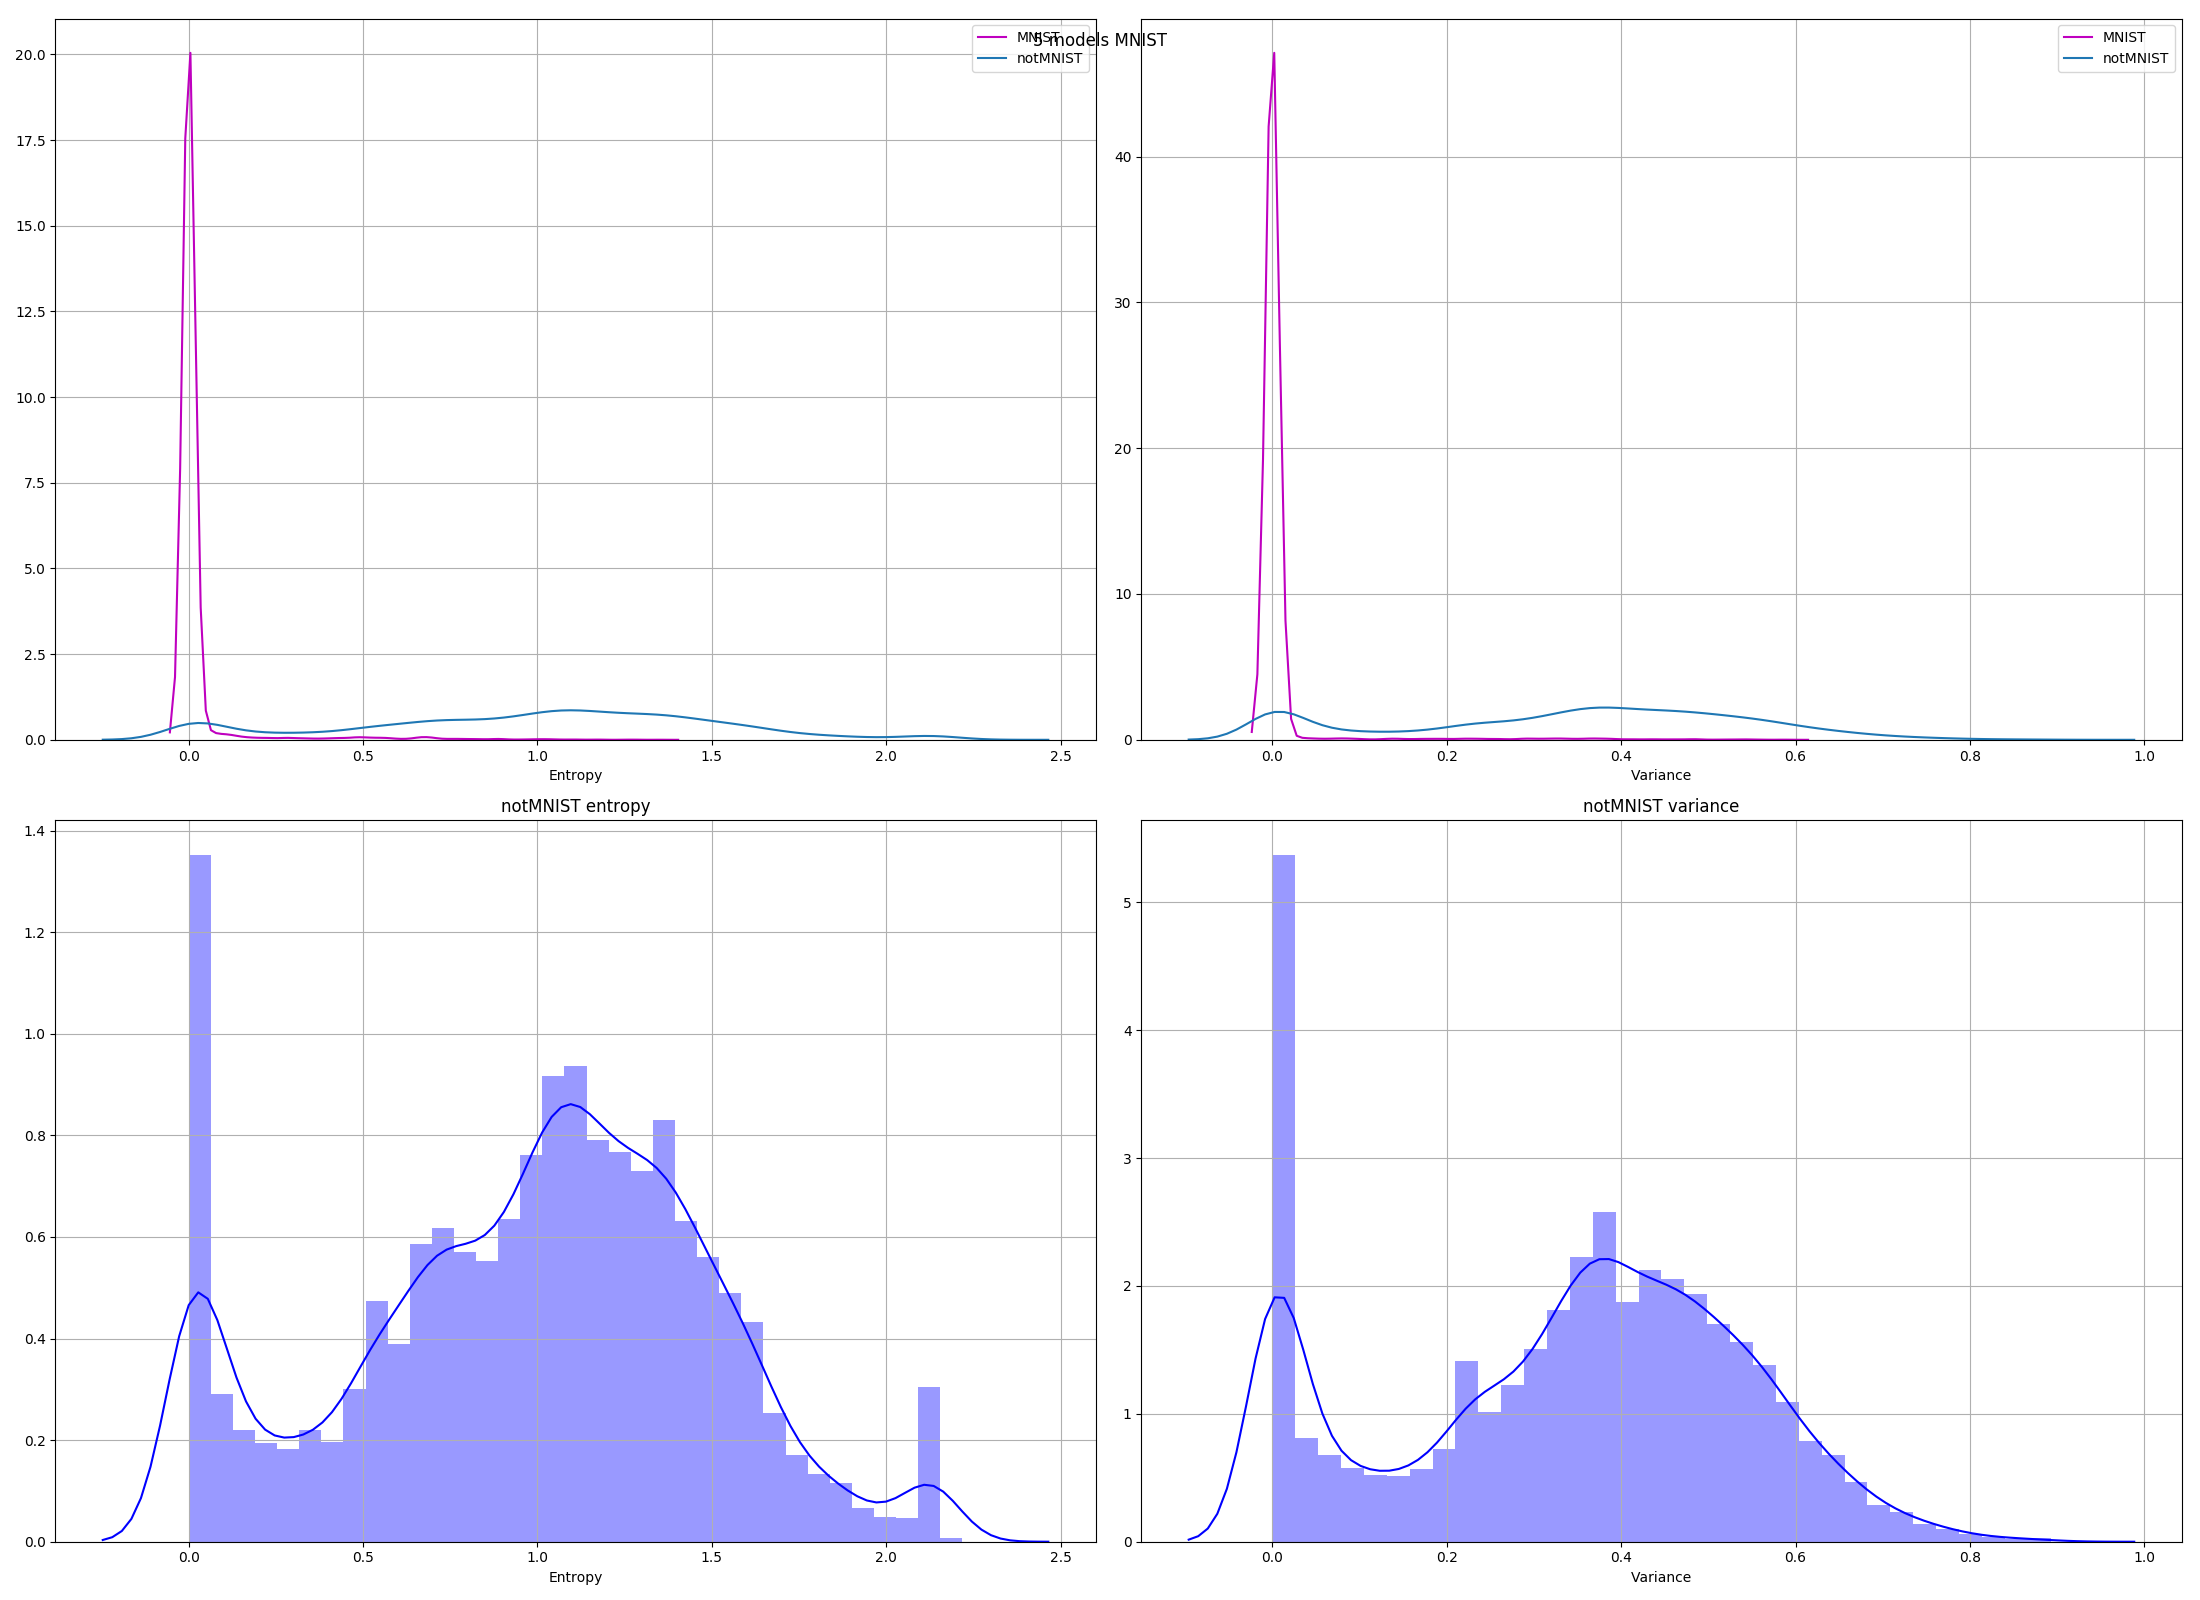 5 models MNIST
MNIST
notMNIST
20.0
17.5
15.0
12.5
10.0
7.5
5.0
2.5
0.0
0.0 0.5 1.0 1.5 2.0 2.5
Entropy
MNIST
notMNIST
40
30
20
10
0
0.0 0.2 0.4 0.6 0.8 1.0
Variance
notMNIST entropy
1.4
1.2
1.0
0.8
0.6
0.4
0.2
0.0
0.0 0.5 1.0 1.5 2.0 2.5
Entropy
notMNIST variance
5
4
3
2
1
0
0.0 0.2 0.4 0.6 0.8 1.0
Variance